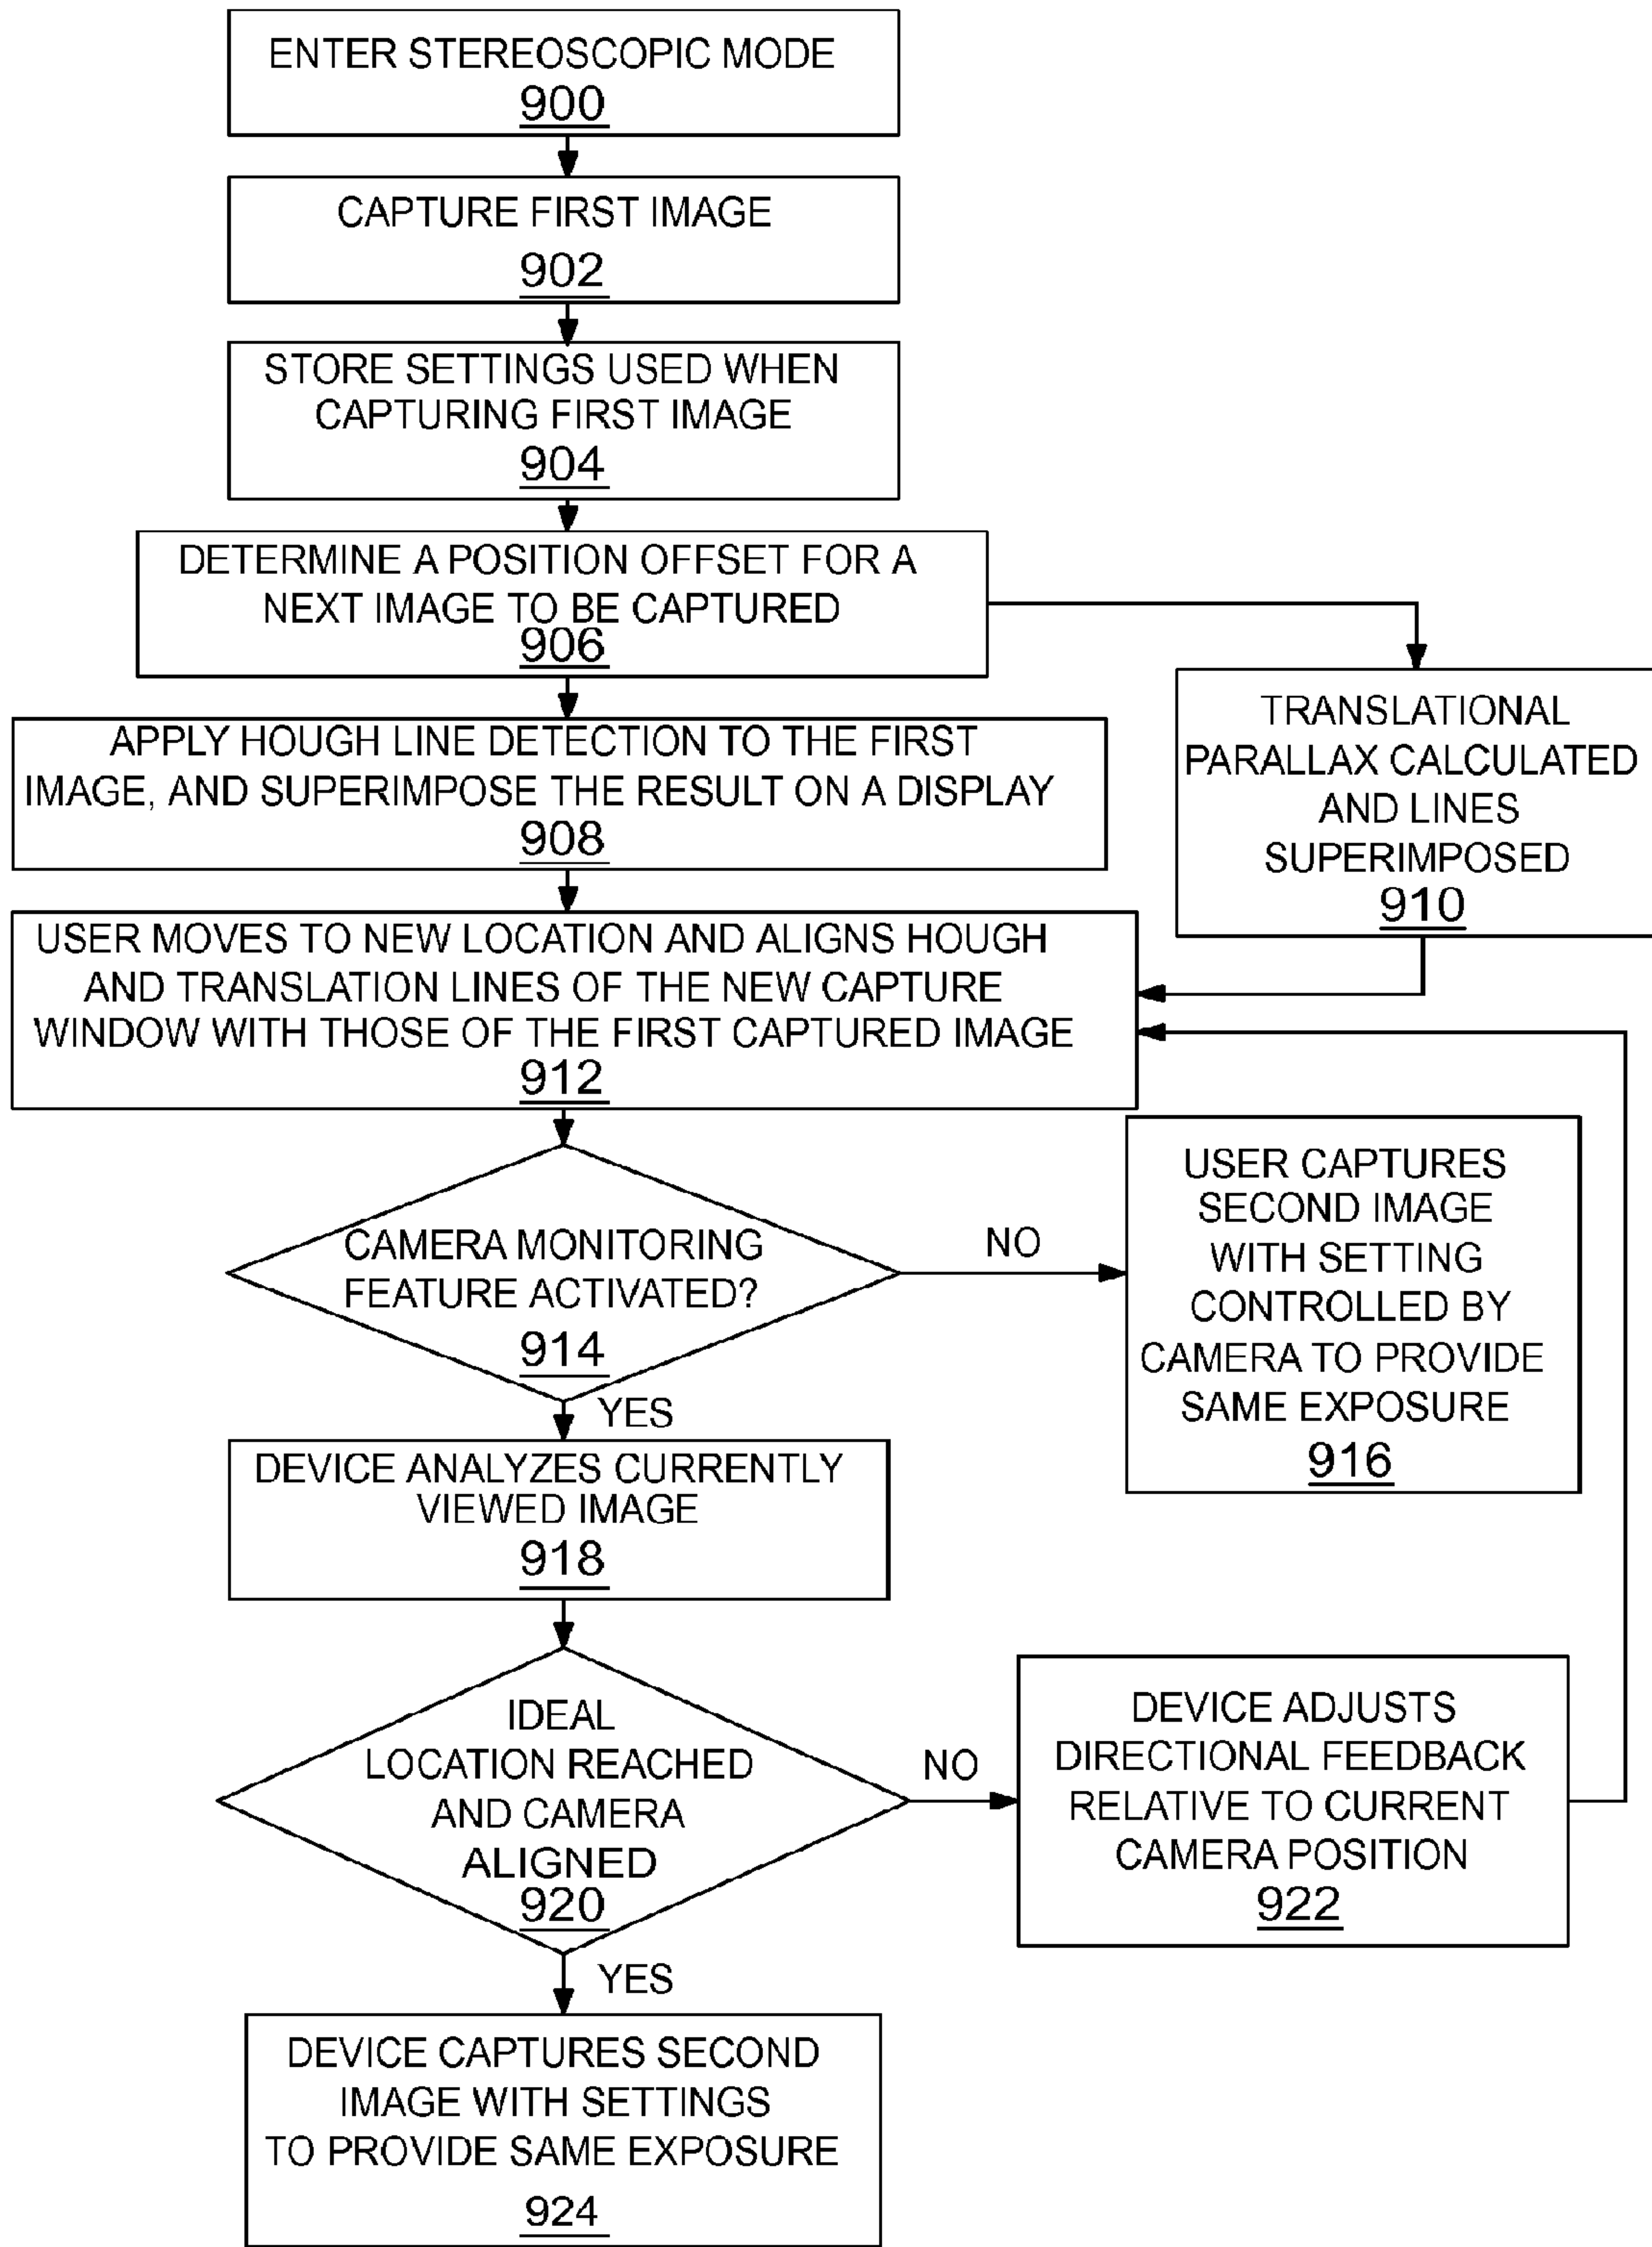 ENTER STEREOSCOPIC MODE
900
CAPTURE FIRST IMAGE
902
STORE SETTINGS USED WHEN
CAPTURING FIRST IMAGE
904
DETERMINE A POSITION OFFSET FOR A
NEXT IMAGE TO BE CAPTURED
906
APPLY HOUGH LINE DETECTION TO THE FIRST
IMAGE, AND SUPERIMPOSE THE RESULT ON A DISPLAY
908
TRANSLATIONAL
PARALLAX CALCULATED
AND LINES
SUPERIMPOSED
910
USER MOVES TO NEW LOCATION AND ALIGNS HOUGH
AND TRANSLATION LINES OF THE NEW CAPTURE
WINDOW WITH THOSE OF THE FIRST CAPTURED IMAGE
912
CAMERA MONITORING
FEATURE ACTIVATED?
914
NO
USER CAPTURES
SECOND IMAGE
WITH SETTING
CONTROLLED BY
CAMERA TO PROVIDE
SAME EXPOSURE
916
YES
DEVICE ANALYZES CURRENTLY
VIEWED IMAGE
918
IDEAL
LOCATION REACHED
AND CAMERA
ALIGNED
920
NO
DEVICE ADJUSTS
DIRECTIONAL FEEDBACK
RELATIVE TO CURRENT
CAMERA POSITION
922
YES
DEVICE CAPTURES SECOND
IMAGE WITH SETTINGS
TO PROVIDE SAME EXPOSURE
924